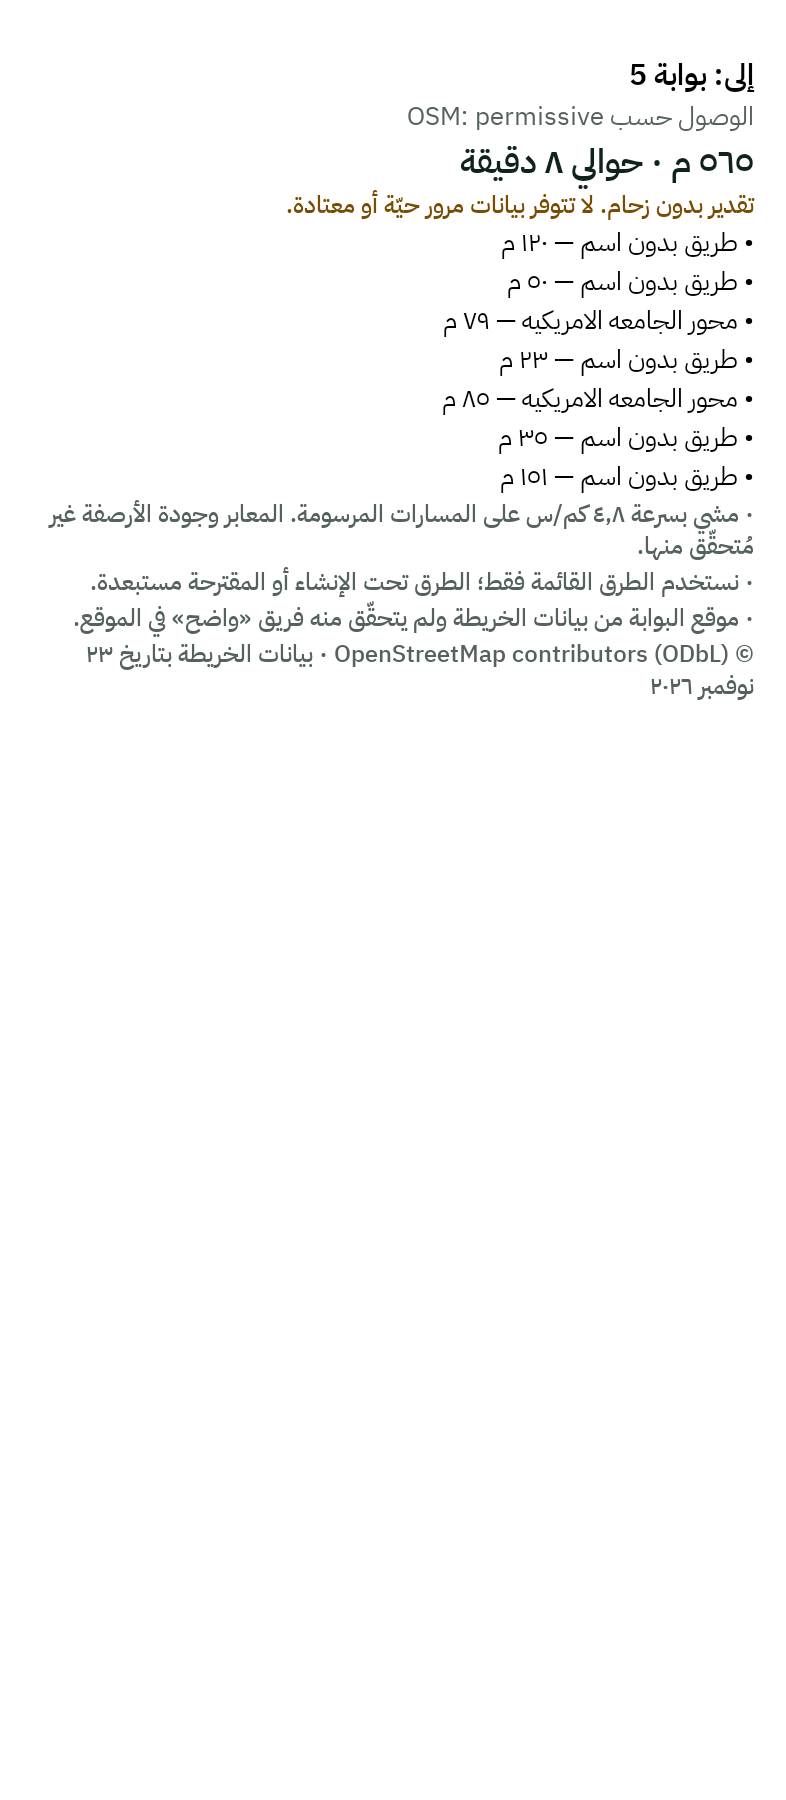 إلى: بوابة 5
الوصول حسب OSM: permissive
٥٦٥ م · حوالي ٨ دقيقة
تقدير بدون زحام. لا تتوفر بيانات مرور حيّة أو معتادة.
• طريق بدون اسم — ١٢٠ م
• طريق بدون اسم — ٥٠ م
• محور الجامعه الامريكيه — ٧٩ م
• طريق بدون اسم — ٢٣ م
• محور الجامعه الامريكيه — ٨٥ م
• طريق بدون اسم — ٣٥ م
• طريق بدون اسم — ١٥١ م
· مشي بسرعة ٤,٨ كم/س على المسارات المرسومة. المعابر وجودة الأرصفة غير
مُتحقّق منها.
· نستخدم الطرق القائمة فقط؛ الطرق تحت الإنشاء أو المقترحة مستبعدة.
· موقع البوابة من بيانات الخريطة ولم يتحقّق منه فريق «واضح» في الموقع.
© OpenStreetMap contributors (ODbL) · بيانات الخريطة بتاريخ ٢٣
نوفمبر ٢٠٢٦